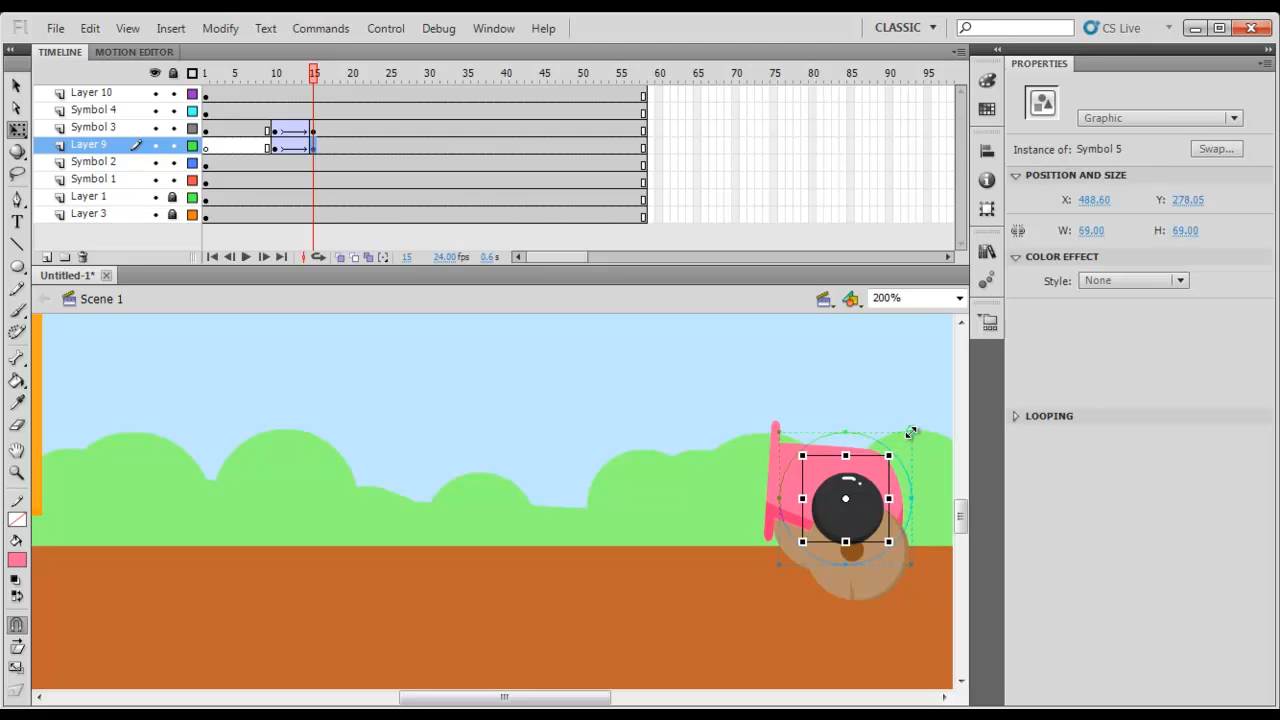 Fl File Edit View Insert Modify Text Commands Control Debug Window Help CLASSIC CS Live
TIMELINE MOTION EDITOR
1 5 10 15 20 25 30 35 40 45 50 55 60 65 70 75 80 85 90 95
Layer 10
Symbol 4
Symbol 3
Layer 9
Symbol 2
Symbol 1
Layer 1
Layer 3
15 24.00fps 0.6s
Untitled-1*
Scene 1 200%
PROPERTIES
Graphic
Instance of: Symbol 5 Swap...
POSITION AND SIZE
X: 488.60 Y: 278.05
W: 69.00 H: 69.00
COLOR EFFECT
Style: None
LOOPING